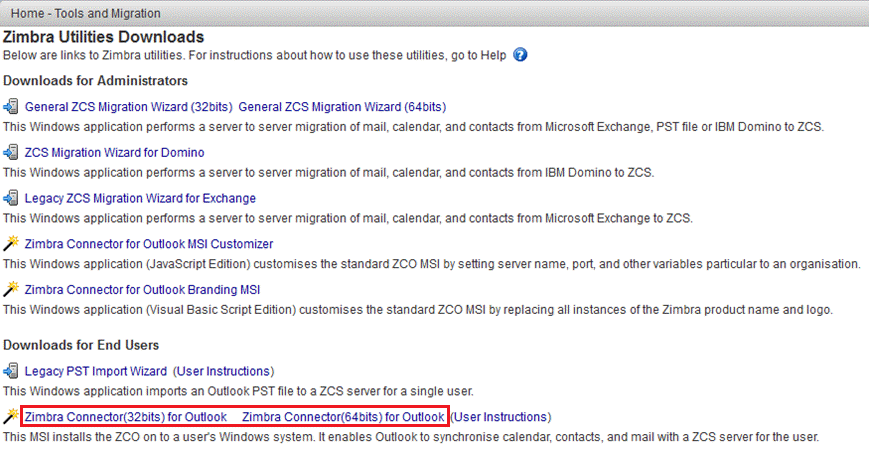 Home - Tools and Migration
Zimbra Utilities Downloads
Below are links to Zimbra utilities. For instructions about how to use these utilities, go to Help ?
Downloads for Administrators
General ZCS Migration Wizard (32bits) General ZCS Migration Wizard (64bits)
This Windows application performs a server to server migration of mail, calendar, and contacts from Microsoft Exchange, PST file or IBM Domino to ZCS.
ZCS Migration Wizard for Domino
This Windows application performs a server to server migration of mail, calendar, and contacts from IBM Domino to ZCS.
Legacy ZCS Migration Wizard for Exchange
This Windows application performs a server to server migration of mail, calendar, and contacts from Microsoft Exchange to ZCS.
Zimbra Connector for Outlook MSI Customizer
This Windows application (JavaScript Edition) customises the standard ZCO MSI by setting server name, port, and other variables particular to an organisation.
Zimbra Connector for Outlook Branding MSI
This Windows application (Visual Basic Script Edition) customises the standard ZCO MSI by replacing all instances of the Zimbra product name and logo.
Downloads for End Users
Legacy PST Import Wizard (User Instructions)
This Windows application imports an Outlook PST file to a ZCS server for a single user.
Zimbra Connector(32bits) for Outlook Zimbra Connector(64bits) for Outlook (User Instructions)
This MSI installs the ZCO on to a user's Windows system. It enables Outlook to synchronise calendar, contacts, and mail with a ZCS server for the user.